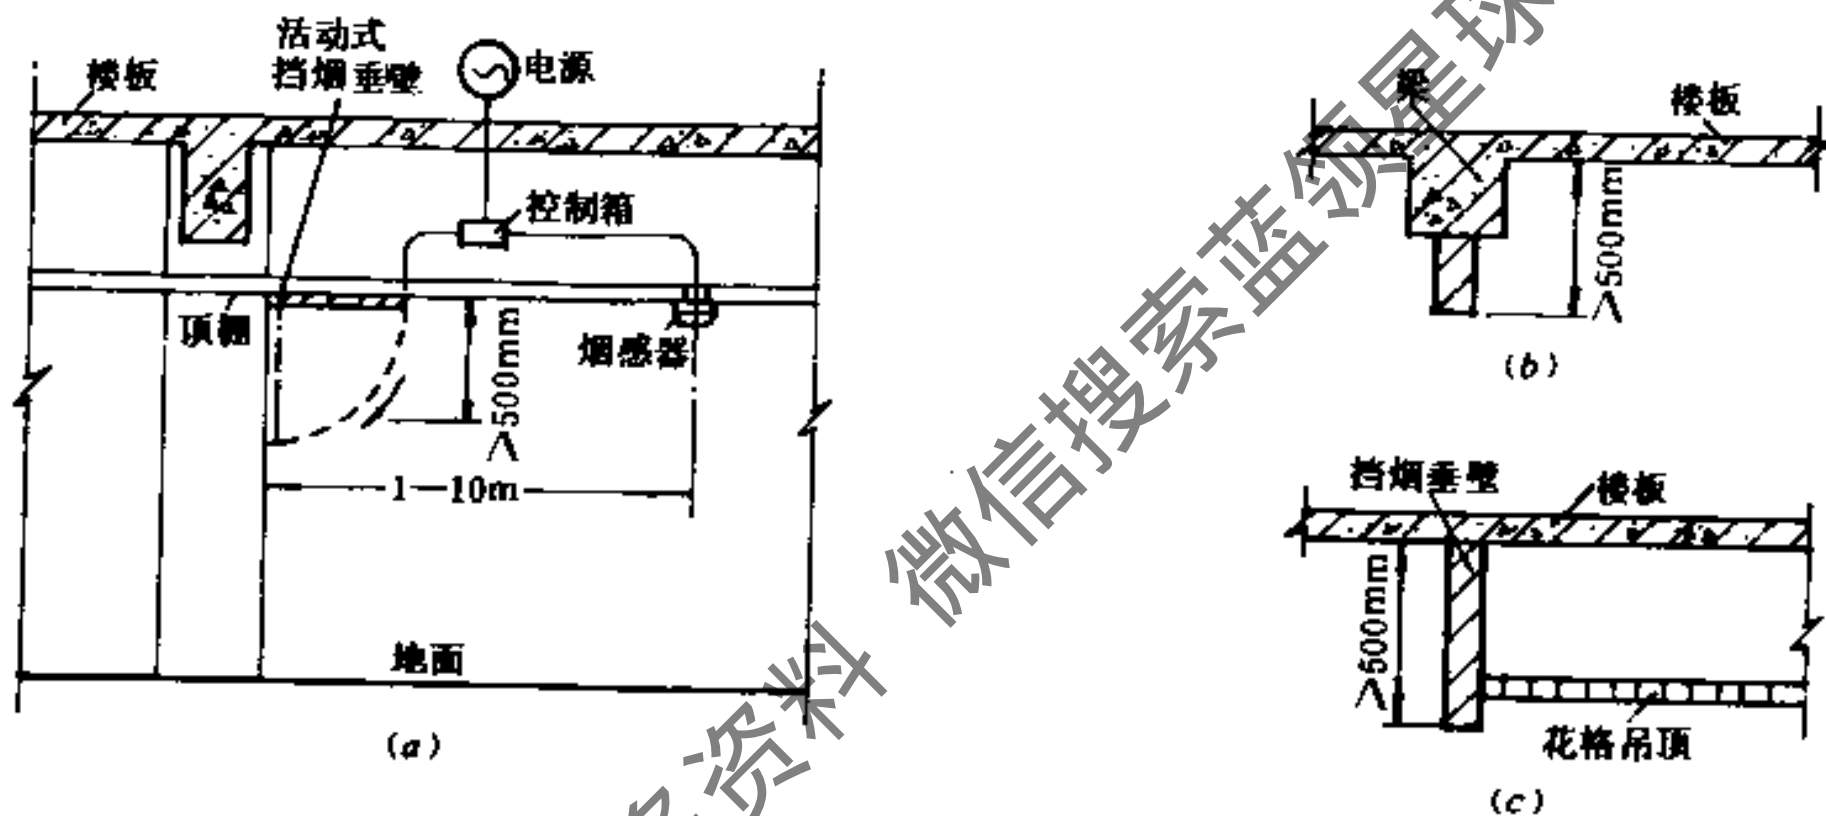 活动式
挡烟垂壁
楼板
电源
控制箱
顶棚
烟感器
>500mm
1—10m
地面
(a)
梁
楼板
>500mm
(b)
挡烟垂壁
楼板
>500mm
花格吊顶
(c)
资料 微信搜索蓝领星球